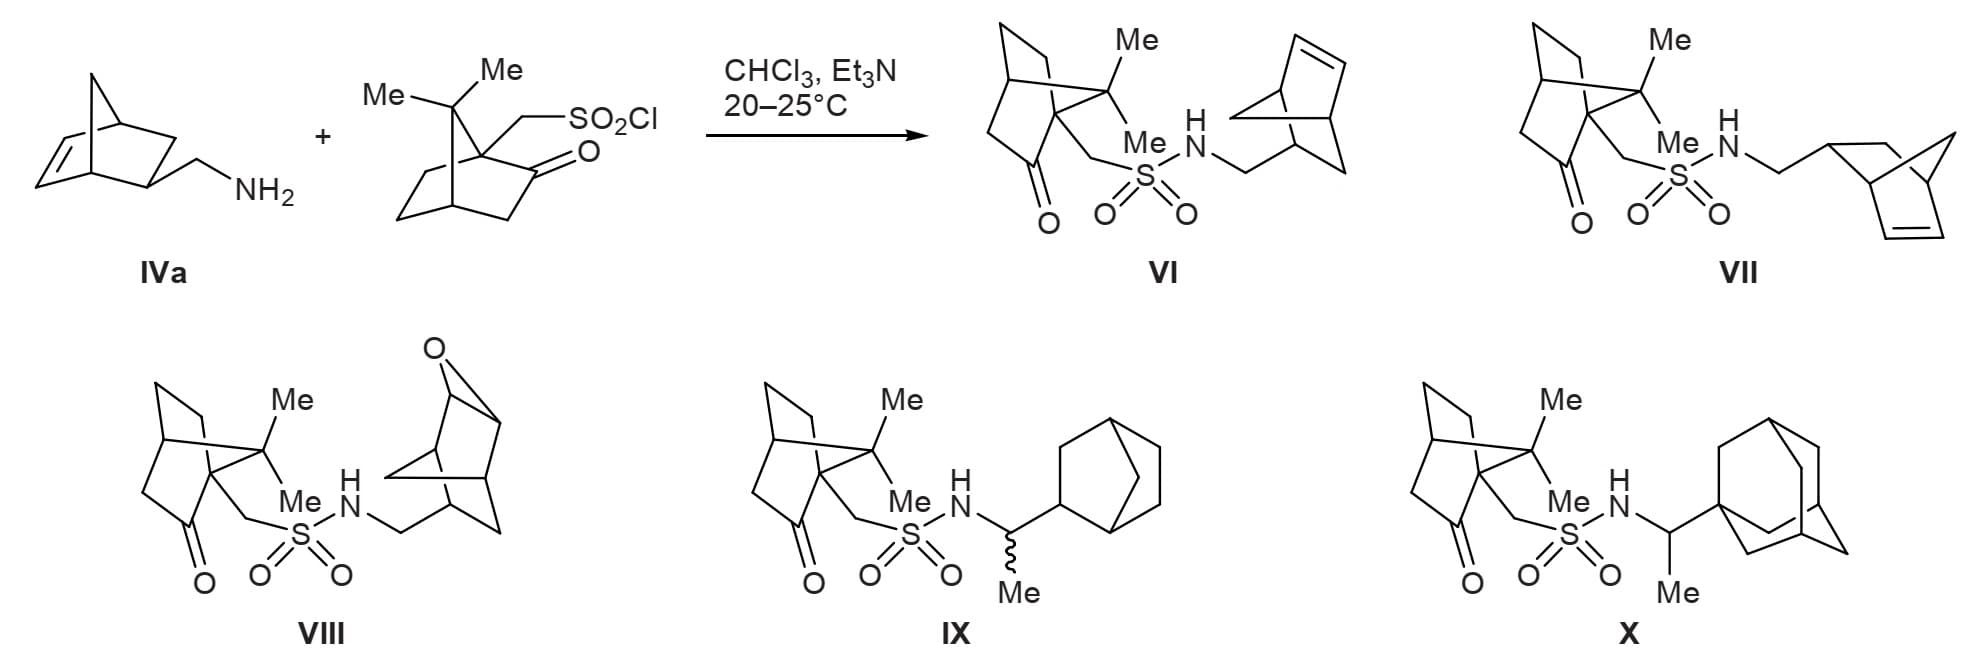 Me
Me
SO₂Cl
O
+
NH₂
IVa
CHCl₃, Et₃N
20–25°C
Me
Me
H
N
S
O
O
O
VI
Me
Me
H
N
S
O
O
O
VII
O
Me
Me
H
N
S
O
O
O
VIII
Me
Me
H
N
S
O
O
O
Me
IX
Me
Me
H
N
S
O
O
O
Me
X